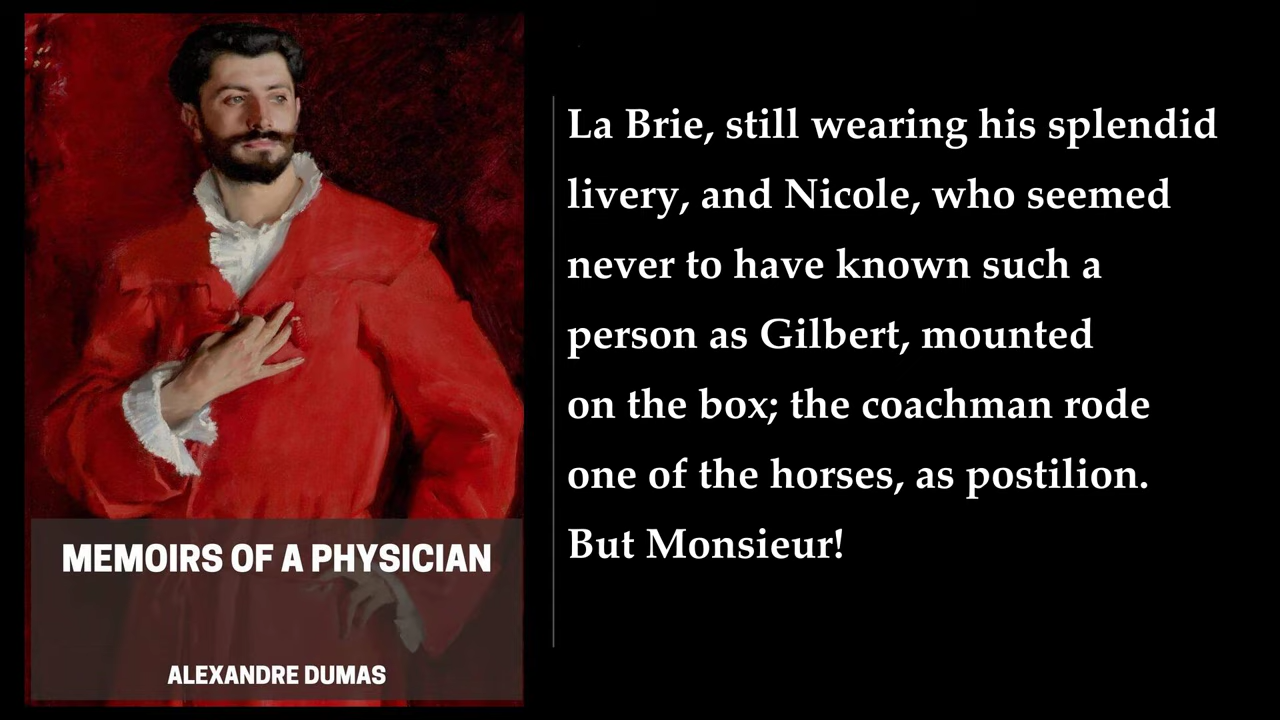 MEMOIRS OF A PHYSICIAN
ALEXANDRE DUMAS
La Brie, still wearing his splendid
livery, and Nicole, who seemed
never to have known such a
person as Gilbert, mounted
on the box; the coachman rode
one of the horses, as postilion.
But Monsieur!